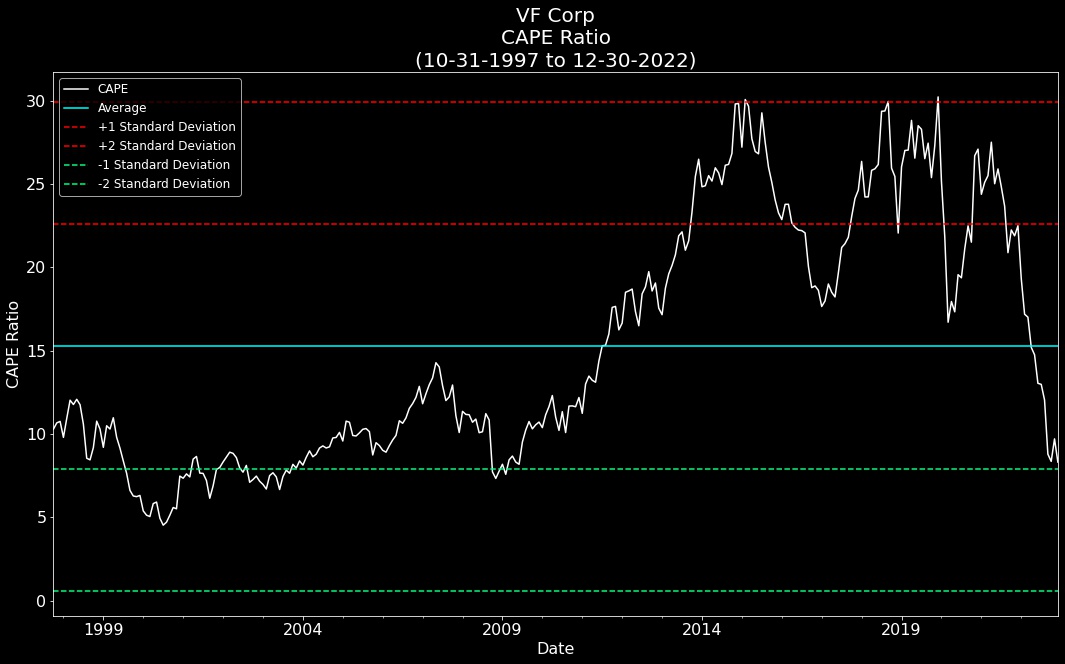 VF Corp
CAPE Ratio
(10-31-1997 to 12-30-2022)
CAPE
Average
+1 Standard Deviation
+2 Standard Deviation
-1 Standard Deviation
-2 Standard Deviation
CAPE Ratio
30
25
20
15
10
5
0
1999 2004 2009 2014 2019
Date